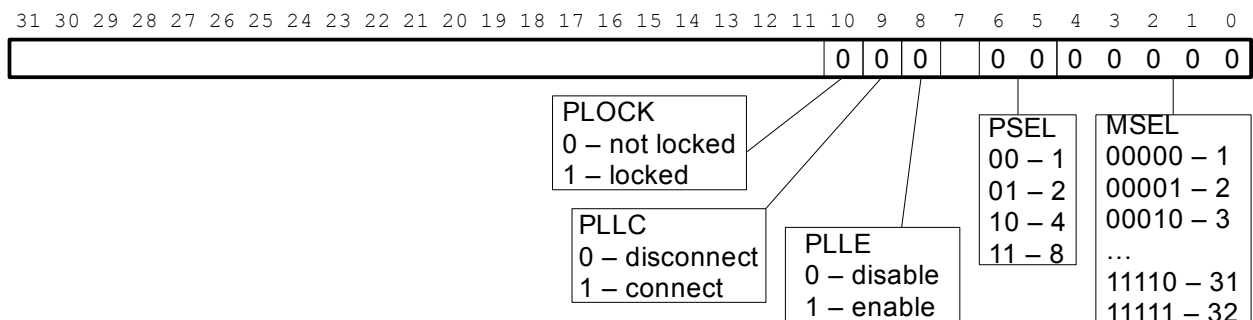 31 30 29 28 27 26 25 24 23 22 21 20 19 18 17 16 15 14 13 12 11 10 9 8 7 6 5 4 3 2 1 0
0 0 0 0 0 0 0 0 0 0
PLOCK
0 – not locked
1 – locked
PLLC
0 – disconnect
1 – connect
PLLE
0 – disable
1 – enable
PSEL
00 – 1
01 – 2
10 – 4
11 – 8
MSEL
00000 – 1
00001 – 2
00010 – 3
...
11110 – 31
11111 – 32